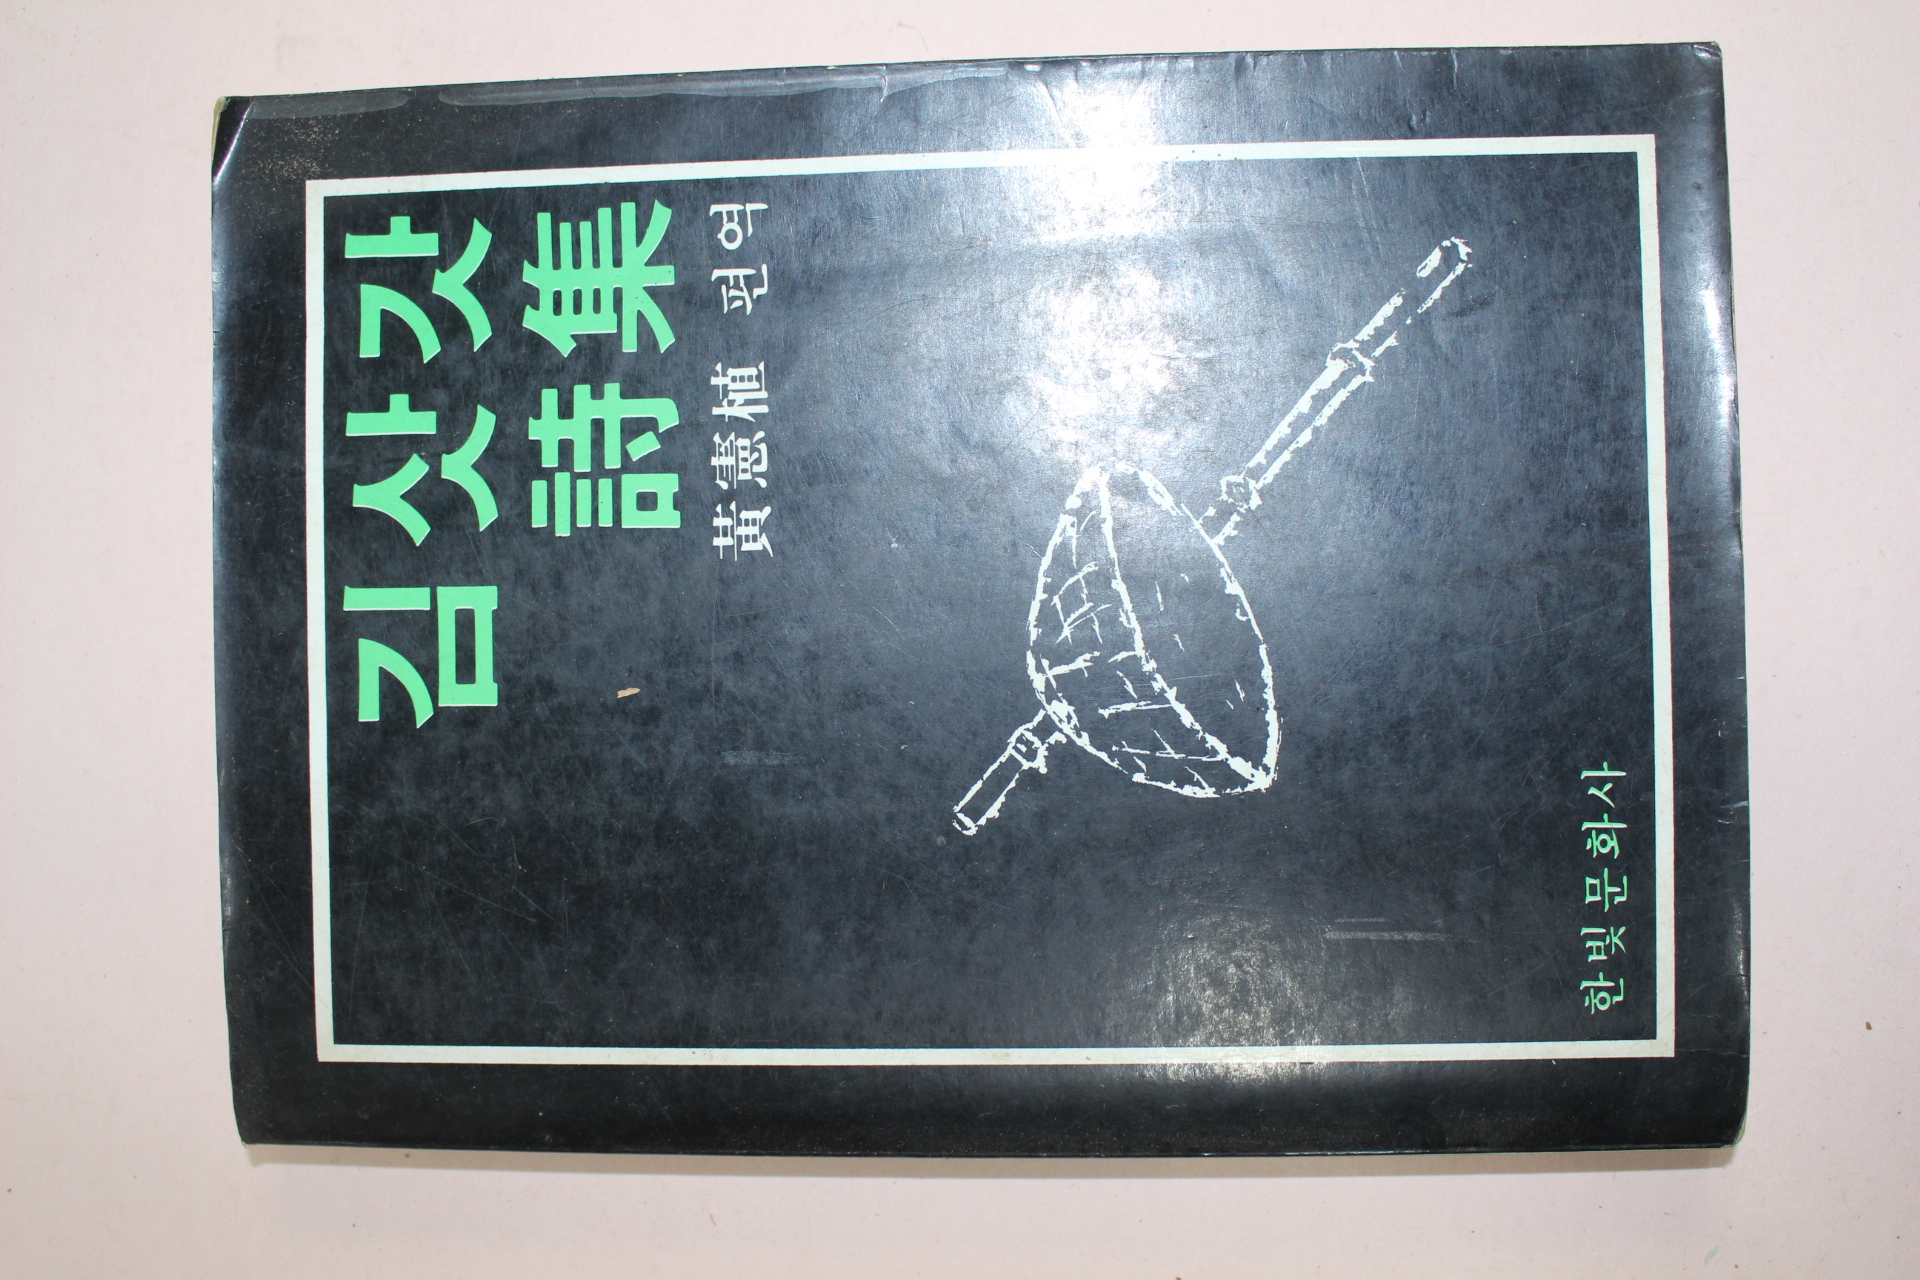 김삿갓
詩集
黃憲植 편역
한빛문화사